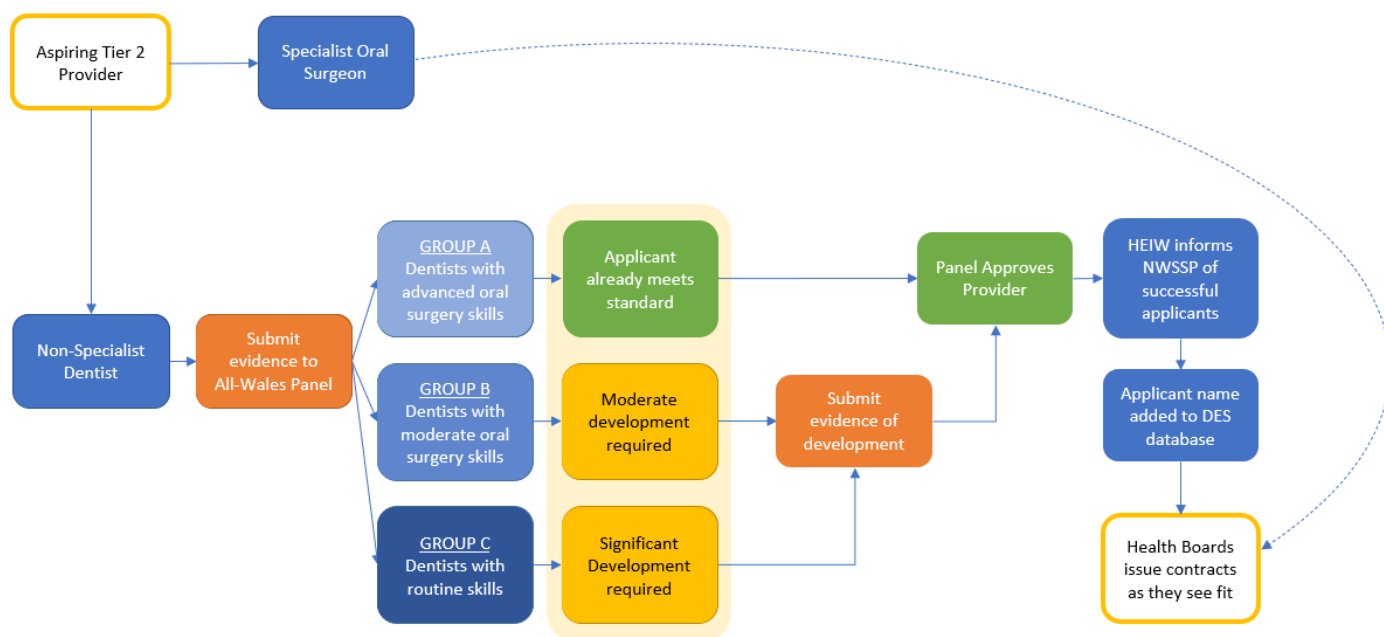 Aspiring Tier 2
Provider
Specialist Oral
Surgeon
Non-Specialist
Dentist
Submit
evidence to
All-Wales Panel
GROUP A
Dentists with
advanced oral
surgery skills
Applicant
already meets
standard
Panel Approves
Provider
HEIW informs
NWSSP of
successful
applicants
GROUP B
Dentists with
moderate oral
surgery skills
Moderate
development
required
Submit
evidence of
development
Applicant name
added to DES
database
GROUP C
Dentists with
routine skills
Significant
Development
required
Health Boards
issue contracts
as they see fit